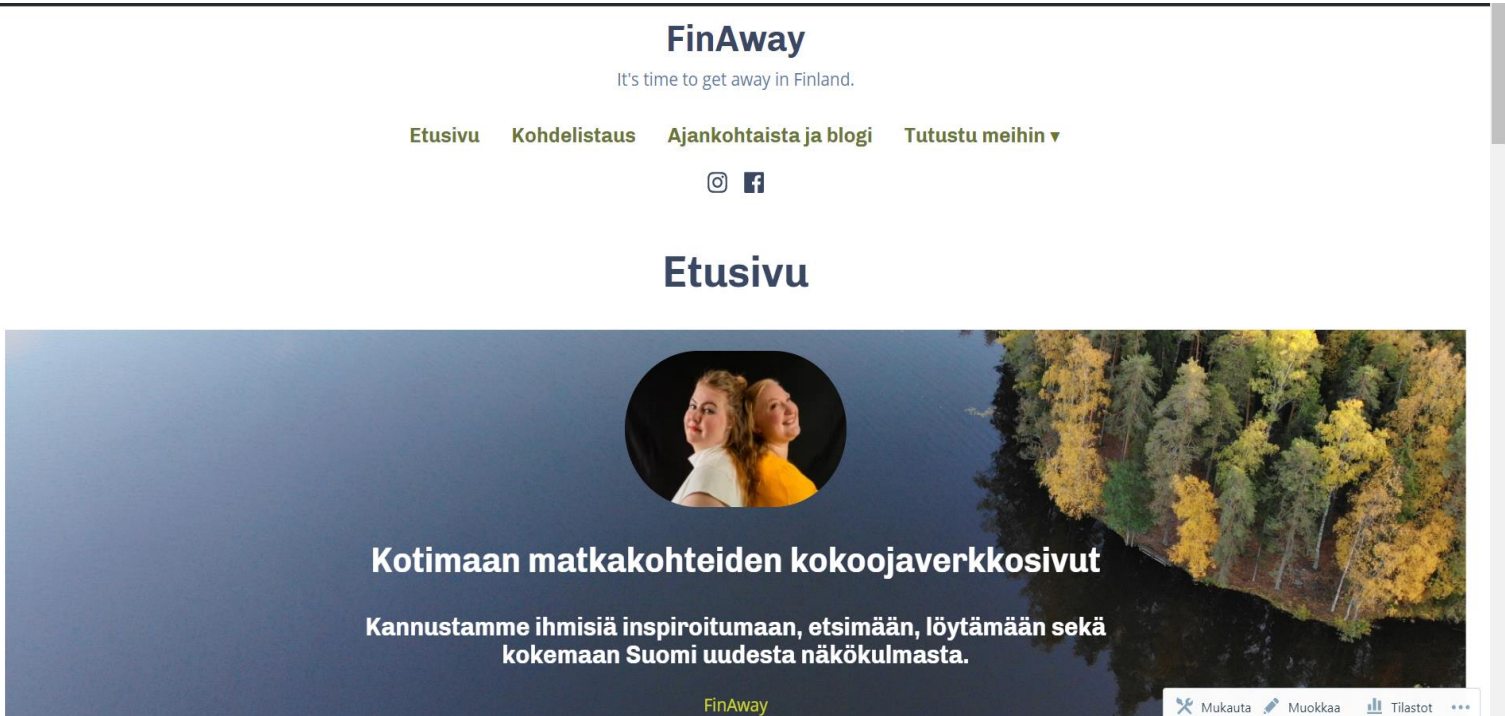 FinAway
It's time to get away in Finland.
Etusivu Kohdelistaus Ajankohtaista ja blogi Tutustu meihin ▾
Etusivu
Kotimaan matkakohteiden kokoojaverkkosivut
Kannustamme ihmisiä inspiroitumaan, etsimään, löytämään sekä
kokemaan Suomi uudesta näkökulmasta.
FinAway
Mukauta Muokkaa Tilastot ...